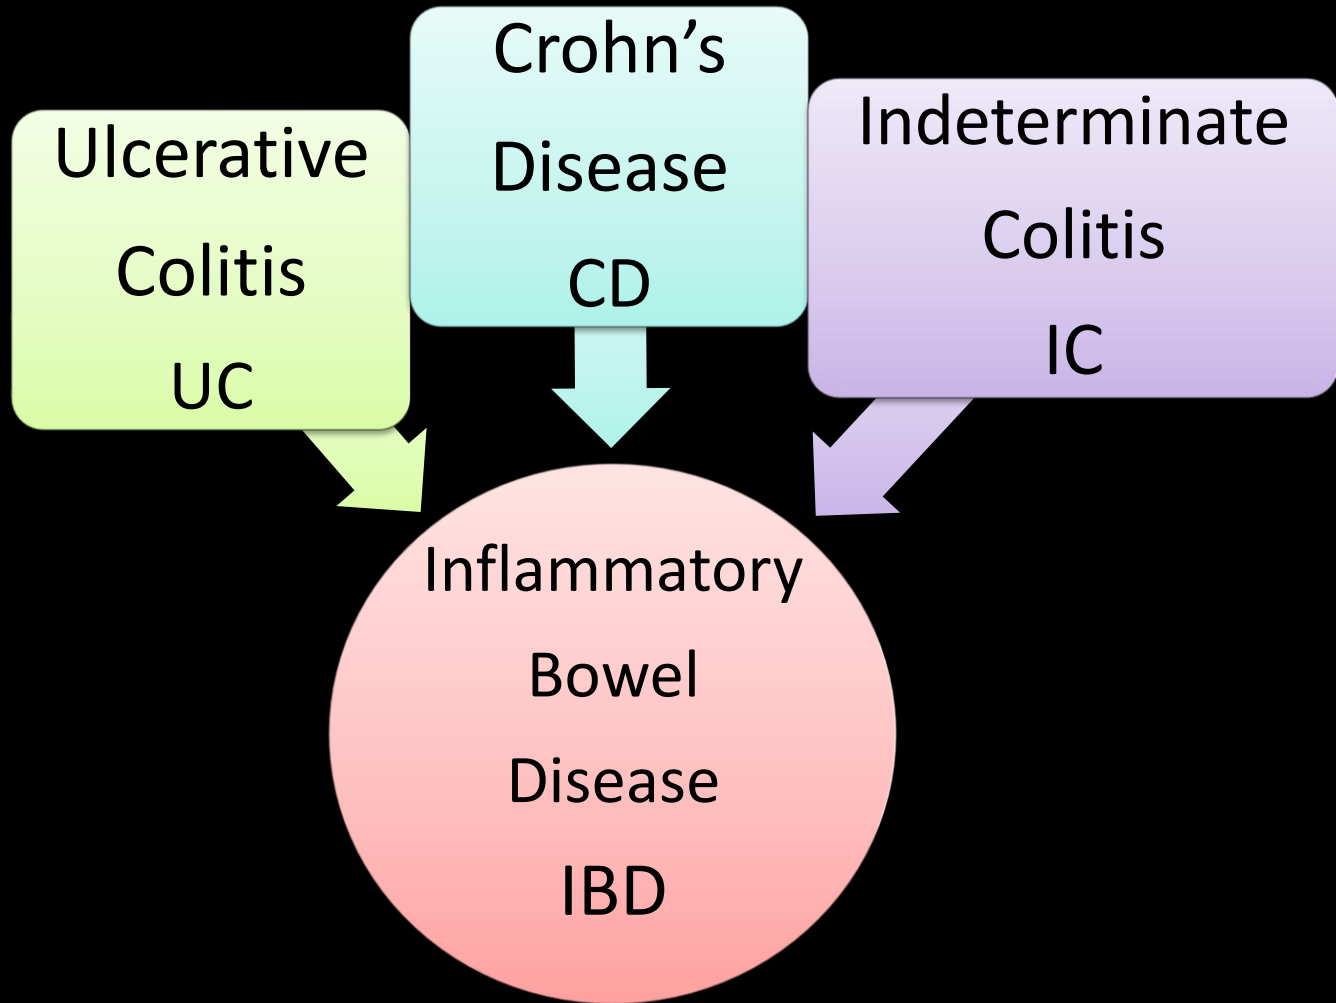 Ulcerative
Colitis
UC
Crohn’s
Disease
CD
Indeterminate
Colitis
IC
Inflammatory
Bowel
Disease
IBD